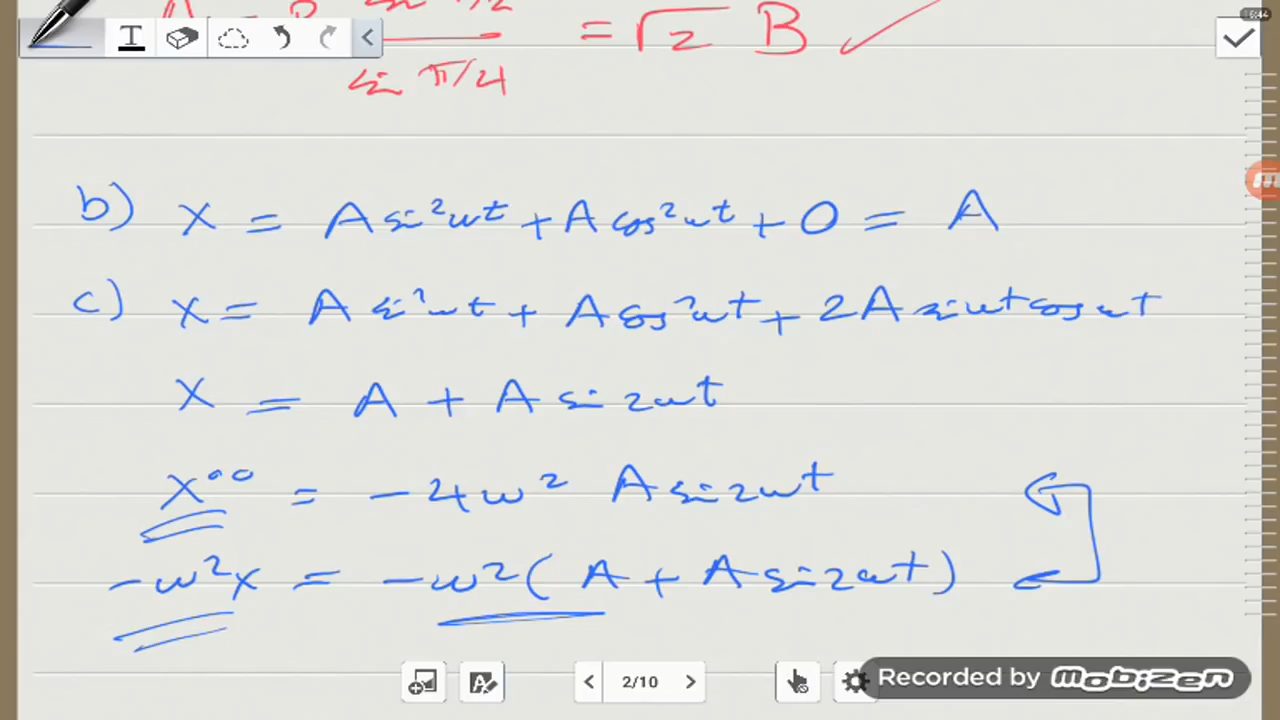 = √2 B ✓
sin π/4
b) x = A sin²ωt + A cos²ωt + 0 = A
c) x = A sin²ωt + A cos²ωt + 2A sinωt cosωt
x = A + A sin2ωt
x°° = -4ω² A sin2ωt
-ω²x = -ω²( A + A sin2ωt )
2/10
Recorded by mobizen